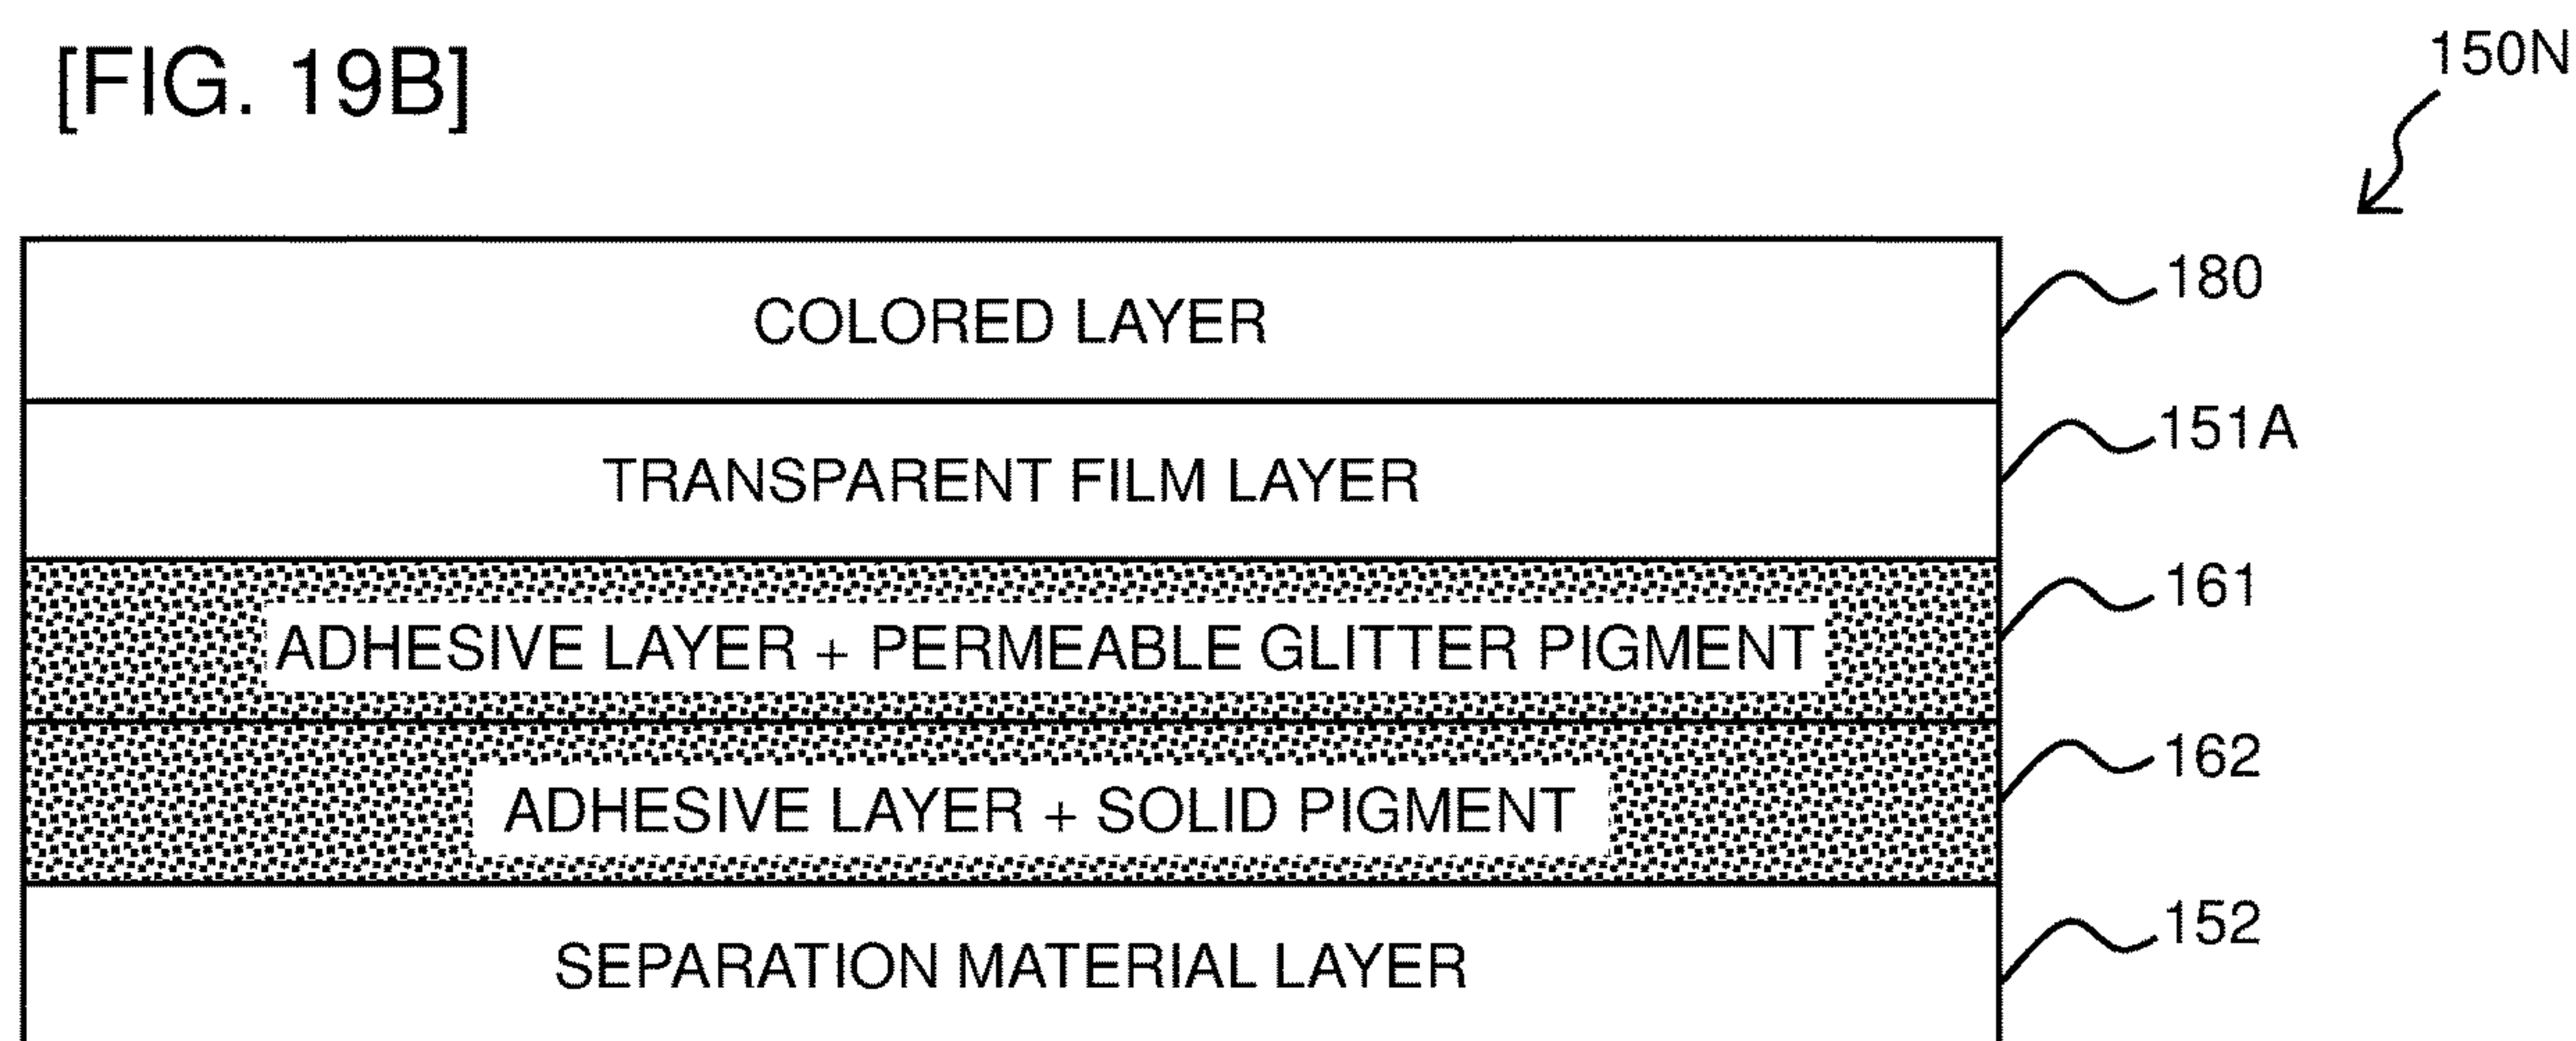 [FIG. 19B]
150N
COLORED LAYER
180
TRANSPARENT FILM LAYER
151A
ADHESIVE LAYER + PERMEABLE GLITTER PIGMENT
161
ADHESIVE LAYER + SOLID PIGMENT
162
SEPARATION MATERIAL LAYER
152